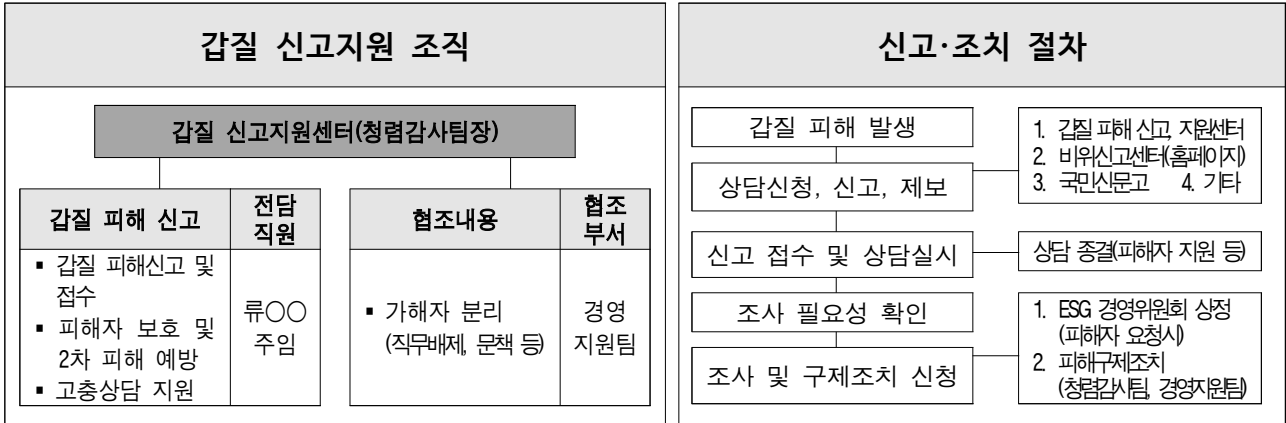 갑질 신고지원 조직
갑질 신고지원센터(청렴감사팀장)
갑질 피해 신고
전담
직원
▪ 갑질 피해신고 및
접수
▪ 피해자 보호 및
2차 피해 예방
▪ 고충상담 지원
류○○
주임
협조내용
협조
부서
▪ 가해자 분리
(직무배제, 문책 등)
경영
지원팀
신고·조치 절차
갑질 피해 발생
상담신청, 신고, 제보
신고 접수 및 상담실시
조사 필요성 확인
조사 및 구제조치 신청
1. 갑질 피해 신고, 지원센터
2. 비위신고센터(홈페이지)
3. 국민신문고 4. 기타
상담 종결(피해자 지원 등)
1. ESG 경영위원회 상정
(피해자 요청시)
2. 피해구제조치
(청렴감사팀, 경영지원팀)